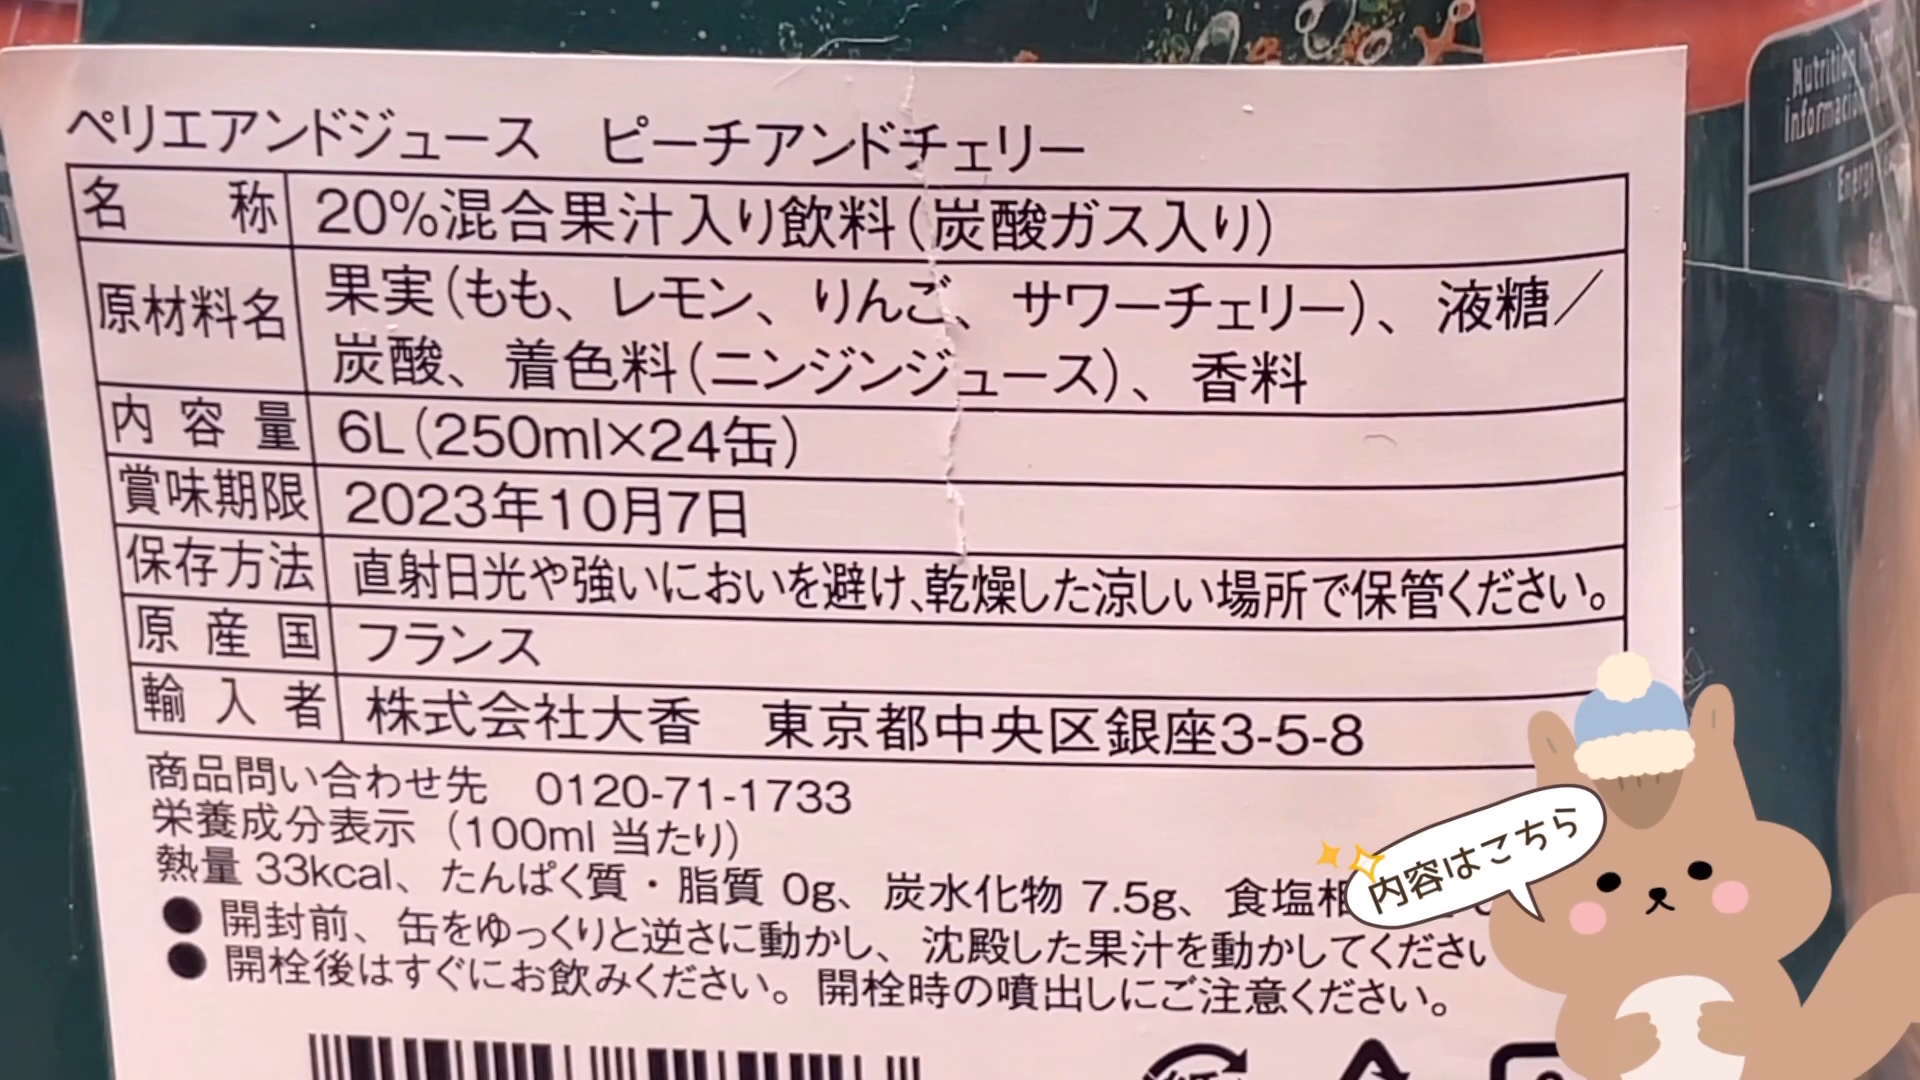 ペリエアンドジュース ピーチアンドチェリー
名称 20%混合果汁入り飲料(炭酸ガス入り)
原材料名 果実(もも、レモン、りんご、サワーチェリー)、液糖/
炭酸、着色料(ニンジンジュース)、香料
内容量 6L(250ml×24缶)
賞味期限 2023年10月7日
保存方法 直射日光や強いにおいを避け、乾燥した涼しい場所で保管ください。
原産国 フランス
輸入者 株式会社大香 東京都中央区銀座3-5-8
商品問い合わせ先 0120-71-1733
栄養成分表示 (100ml 当たり)
熱量 33kcal、たんぱく質・脂質 0g、炭水化物 7.5g、食塩相
● 開封前、缶をゆっくりと逆さに動かし、沈殿した果汁を動かしてください
● 開栓後はすぐにお飲みください。開栓時の噴出しにご注意ください。
内容はこちら
Nutrition
Energy